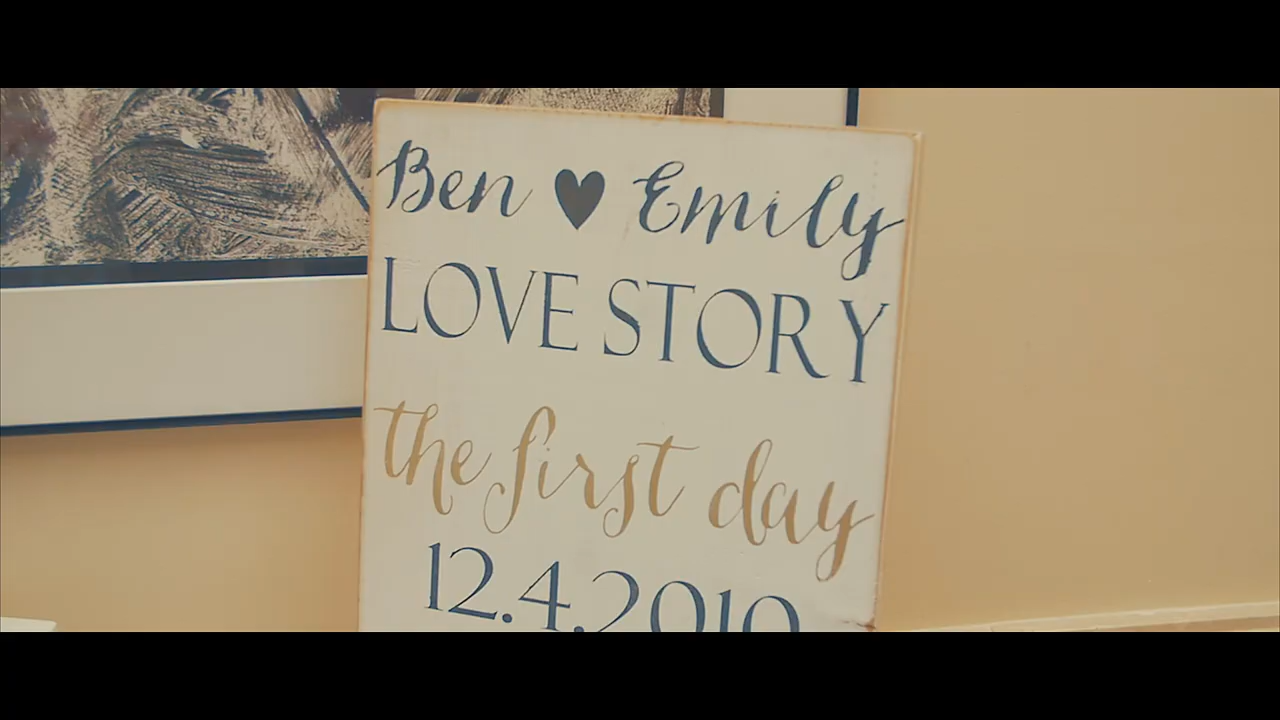 Ben ♥ Emily
LOVE STORY
the first day
12.4.2010